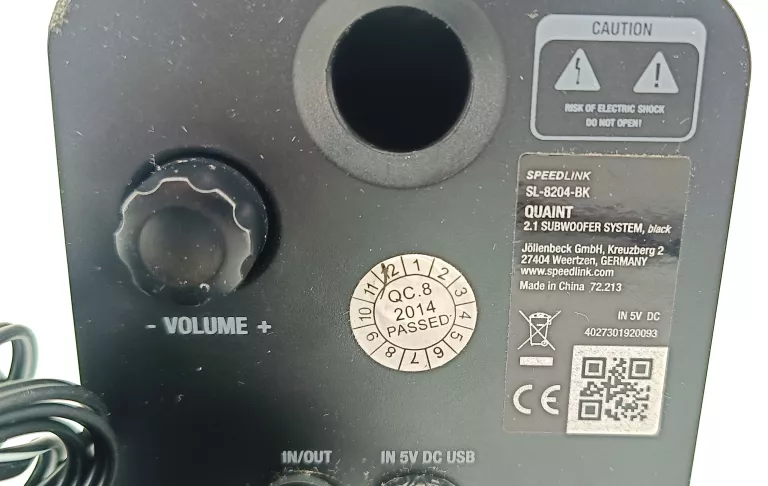 CAUTION
RISK OF ELECTRIC SHOCK
DO NOT OPEN!
SPEEDLINK
SL-8204-BK
QUAINT
2.1 SUBWOOFER SYSTEM, black
Jöllenbeck GmbH, Kreuzberg 2
27404 Weertzen, GERMANY
www.speedlink.com
Made in China 72.213
IN 5V DC
4027301920093
CE
- VOLUME +
12 1 2 3 4 5 6 7 8 9 10 11
QC.8
2014
PASSED
IN/OUT
IN 5V DC USB